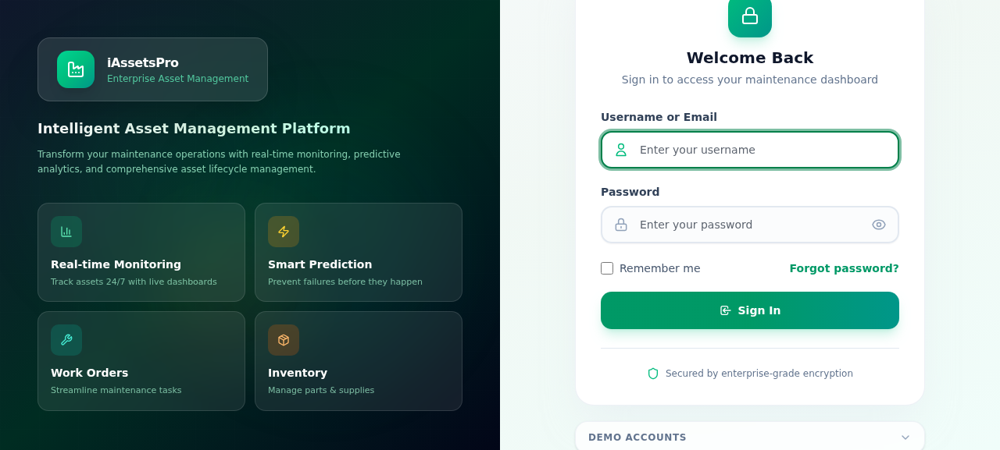 iAssetsPro
Enterprise Asset Management
Intelligent Asset Management Platform
Transform your maintenance operations with real-time monitoring, predictive
analytics, and comprehensive asset lifecycle management.
Real-time Monitoring
Track assets 24/7 with live dashboards
Smart Prediction
Prevent failures before they happen
Work Orders
Streamline maintenance tasks
Inventory
Manage parts & supplies
Welcome Back
Sign in to access your maintenance dashboard
Username or Email
Enter your username
Password
Enter your password
Remember me
Forgot password?
Sign In
Secured by enterprise-grade encryption
DEMO ACCOUNTS